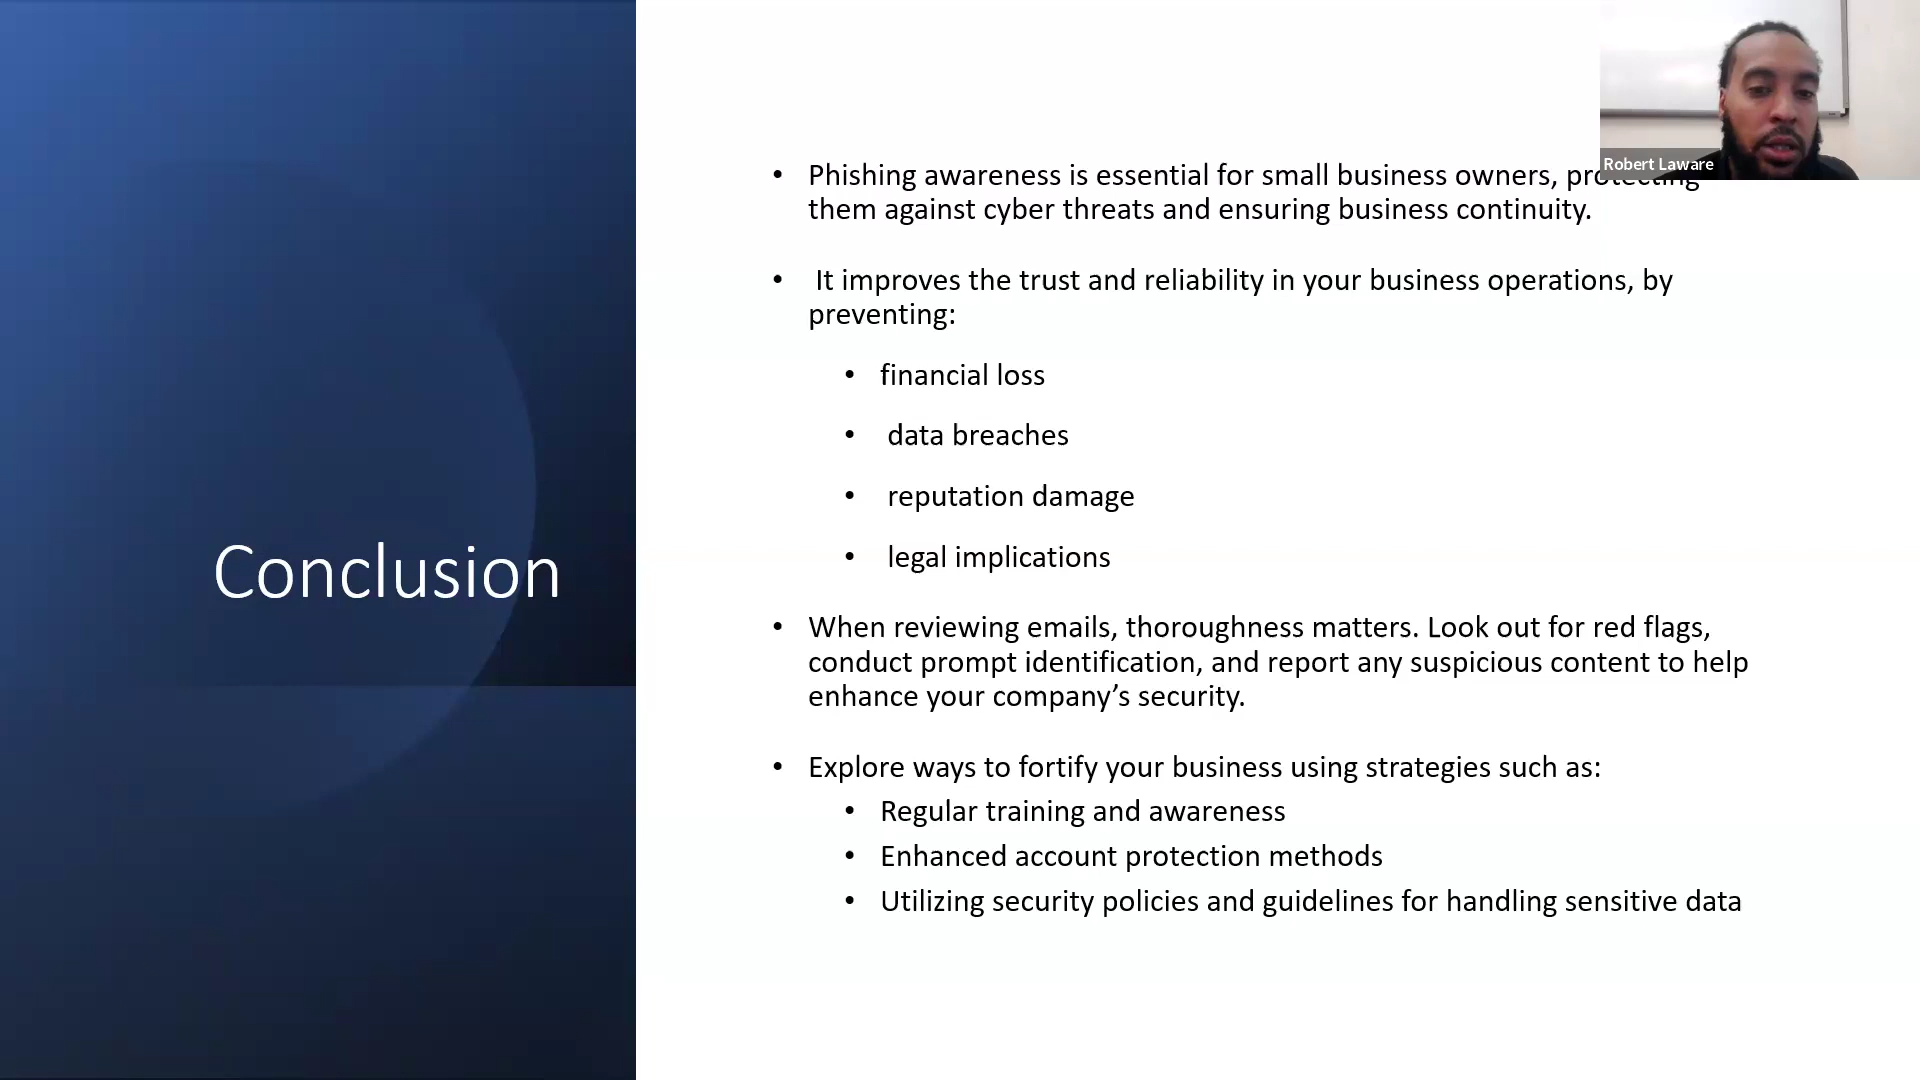 Conclusion
• Phishing awareness is essential for small business owners, protecting
them against cyber threats and ensuring business continuity.
• It improves the trust and reliability in your business operations, by
preventing:
• financial loss
• data breaches
• reputation damage
• legal implications
• When reviewing emails, thoroughness matters. Look out for red flags,
conduct prompt identification, and report any suspicious content to help
enhance your company’s security.
• Explore ways to fortify your business using strategies such as:
• Regular training and awareness
• Enhanced account protection methods
• Utilizing security policies and guidelines for handling sensitive data
Robert Laware